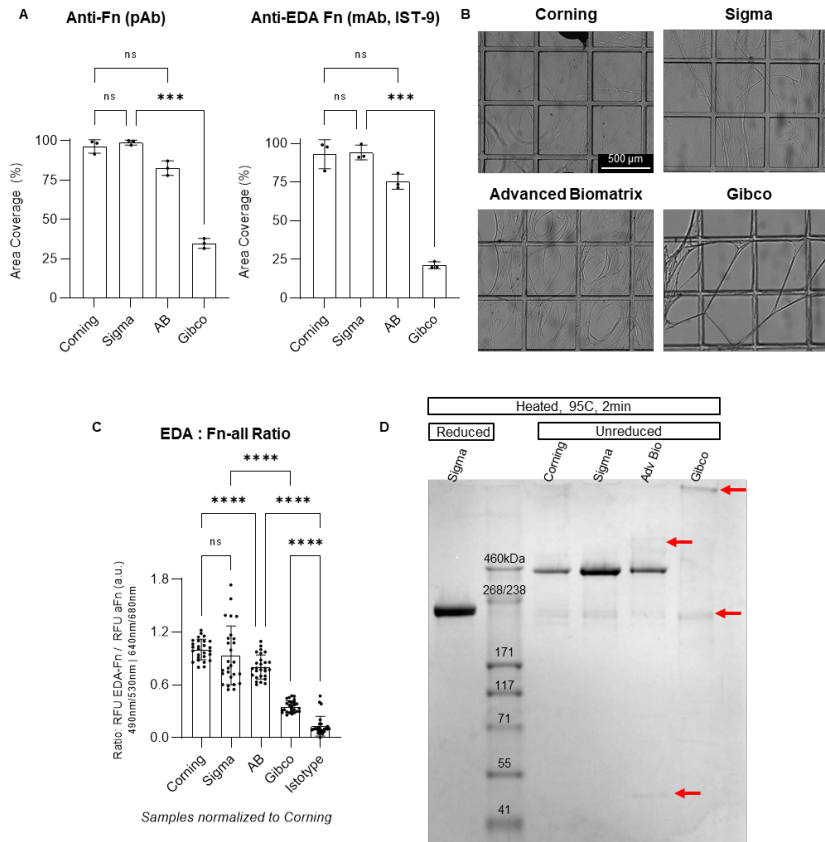 A
Anti-Fn (pAb)
ns
ns
***
Area Coverage (%)
100
75
50
25
0
Corning
Sigma
AB
Gibco
Anti-EDA Fn (mAb, IST-9)
ns
ns
***
Area Coverage (%)
100
75
50
25
0
Corning
Sigma
AB
Gibco
B
Corning
Sigma
500 µm
Advanced Biomatrix
Gibco
C
EDA : Fn-all Ratio
****
****
****
ns
****
Ratio: RFU EDA-Fn / RFU aFn (a.u.)
490nm/530nm | 640nm/680nm
1.8
1.2
0.6
0.0
Corning
Sigma
AB
Gibco
Istotype
Samples normalized to Corning
D
Heated, 95C, 2min
Reduced
Unreduced
Sigma
Corning
Sigma
Adv Bio
Gibco
460kDa
268/238
171
117
71
55
41